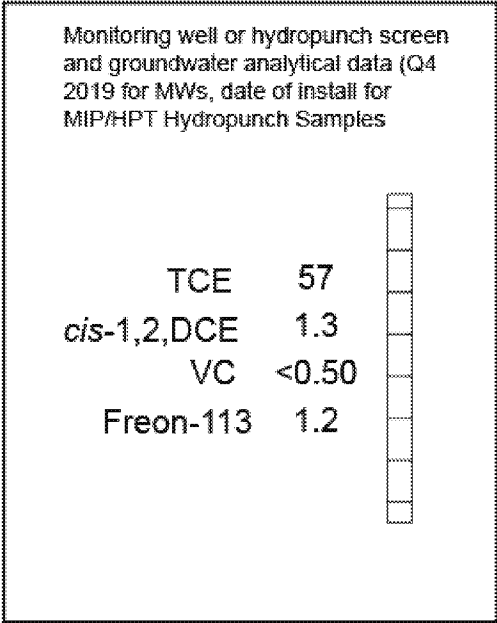 Monitoring well or hydropunch screen
and groundwater analytical data (Q4
2019 for MWs, date of install for
MIP/HPT Hydropunch Samples
TCE 57
cis-1,2,DCE 1.3
VC <0.50
Freon-113 1.2